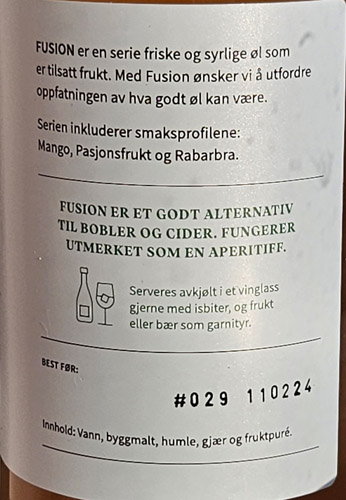 FUSION er en serie friske og syrlige øl som
er tilsatt frukt. Med Fusion ønsker vi å utfordre
oppfatningen av hva godt øl kan være.
Serien inkluderer smaksprofilene:
Mango, Pasjonsfrukt og Rabarbra.
FUSION ER ET GODT ALTERNATIV
TIL BOBLER OG CIDER. FUNGERER
UTMERKET SOM EN APERITIFF.
Serveres avkjølt i et vinglass
gjerne med isbiter, og frukt
eller bær som garnityr.
BEST FØR:
#029 110224
Innhold: Vann, byggmalt, humle, gjær og fruktpuré.